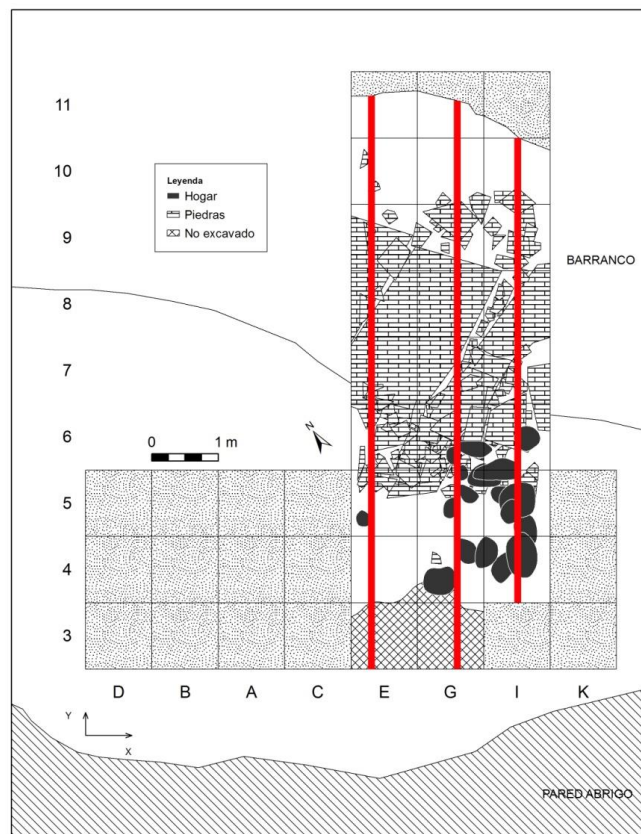 11
10
Leyenda
Hogar
Piedras
No excavado
9
BARRANCO
8
7
6
0 1 m
N
5
4
3
D B A C E G I K
Y
X
PARED ABRIGO